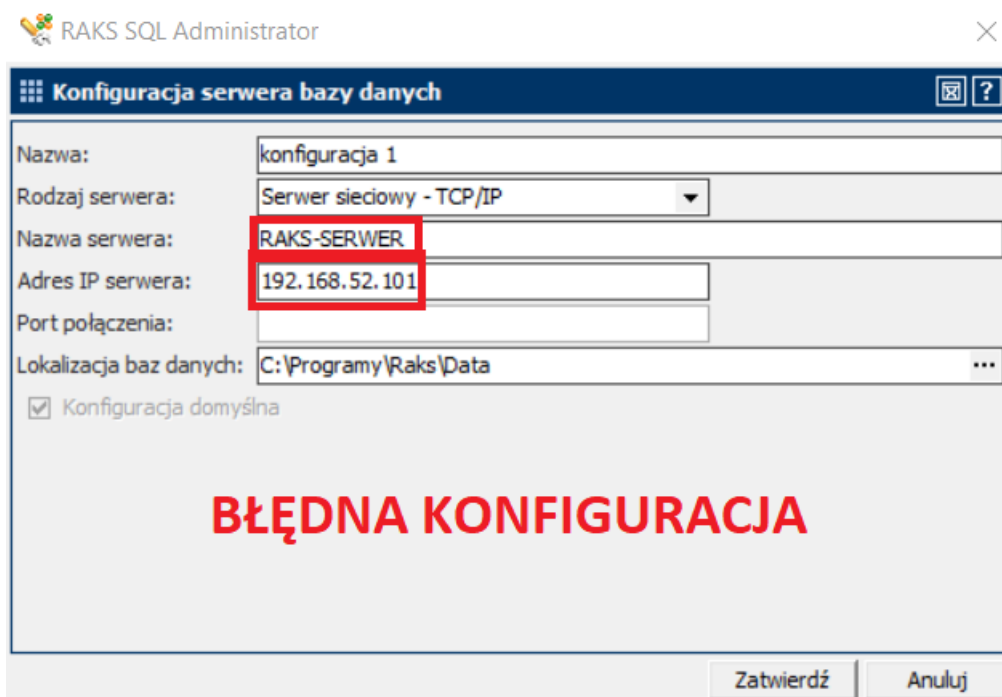 RAKS SQL Administrator
Konfiguracja serwera bazy danych
Nazwa: konfiguracja 1
Rodzaj serwera: Serwer sieciowy - TCP/IP
Nazwa serwera: RAKS-SERWER
Adres IP serwera: 192.168.52.101
Port połączenia:
Lokalizacja baz danych: C:\Programy\Raks\Data ...
Konfiguracja domyślna
BŁĘDNA KONFIGURACJA
Zatwierdź Anuluj